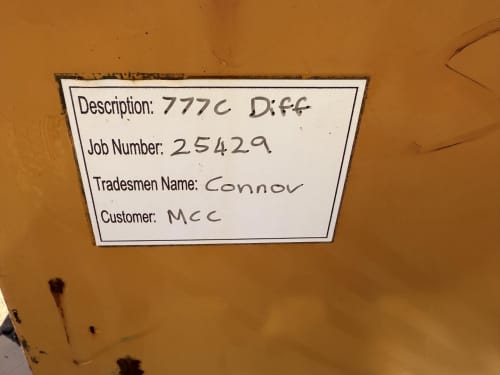 Description: 777C Diff
Job Number: 25429
Tradesmen Name: Connor
Customer: MCC